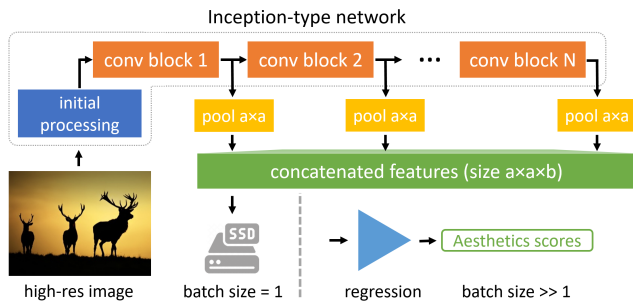 Inception-type network
conv block 1
conv block 2
...
conv block N
initial
processing
pool a×a
pool a×a
pool a×a
concatenated features (size a×a×b)
SSD
Aesthetics scores
high-res image
batch size = 1
regression
batch size >> 1